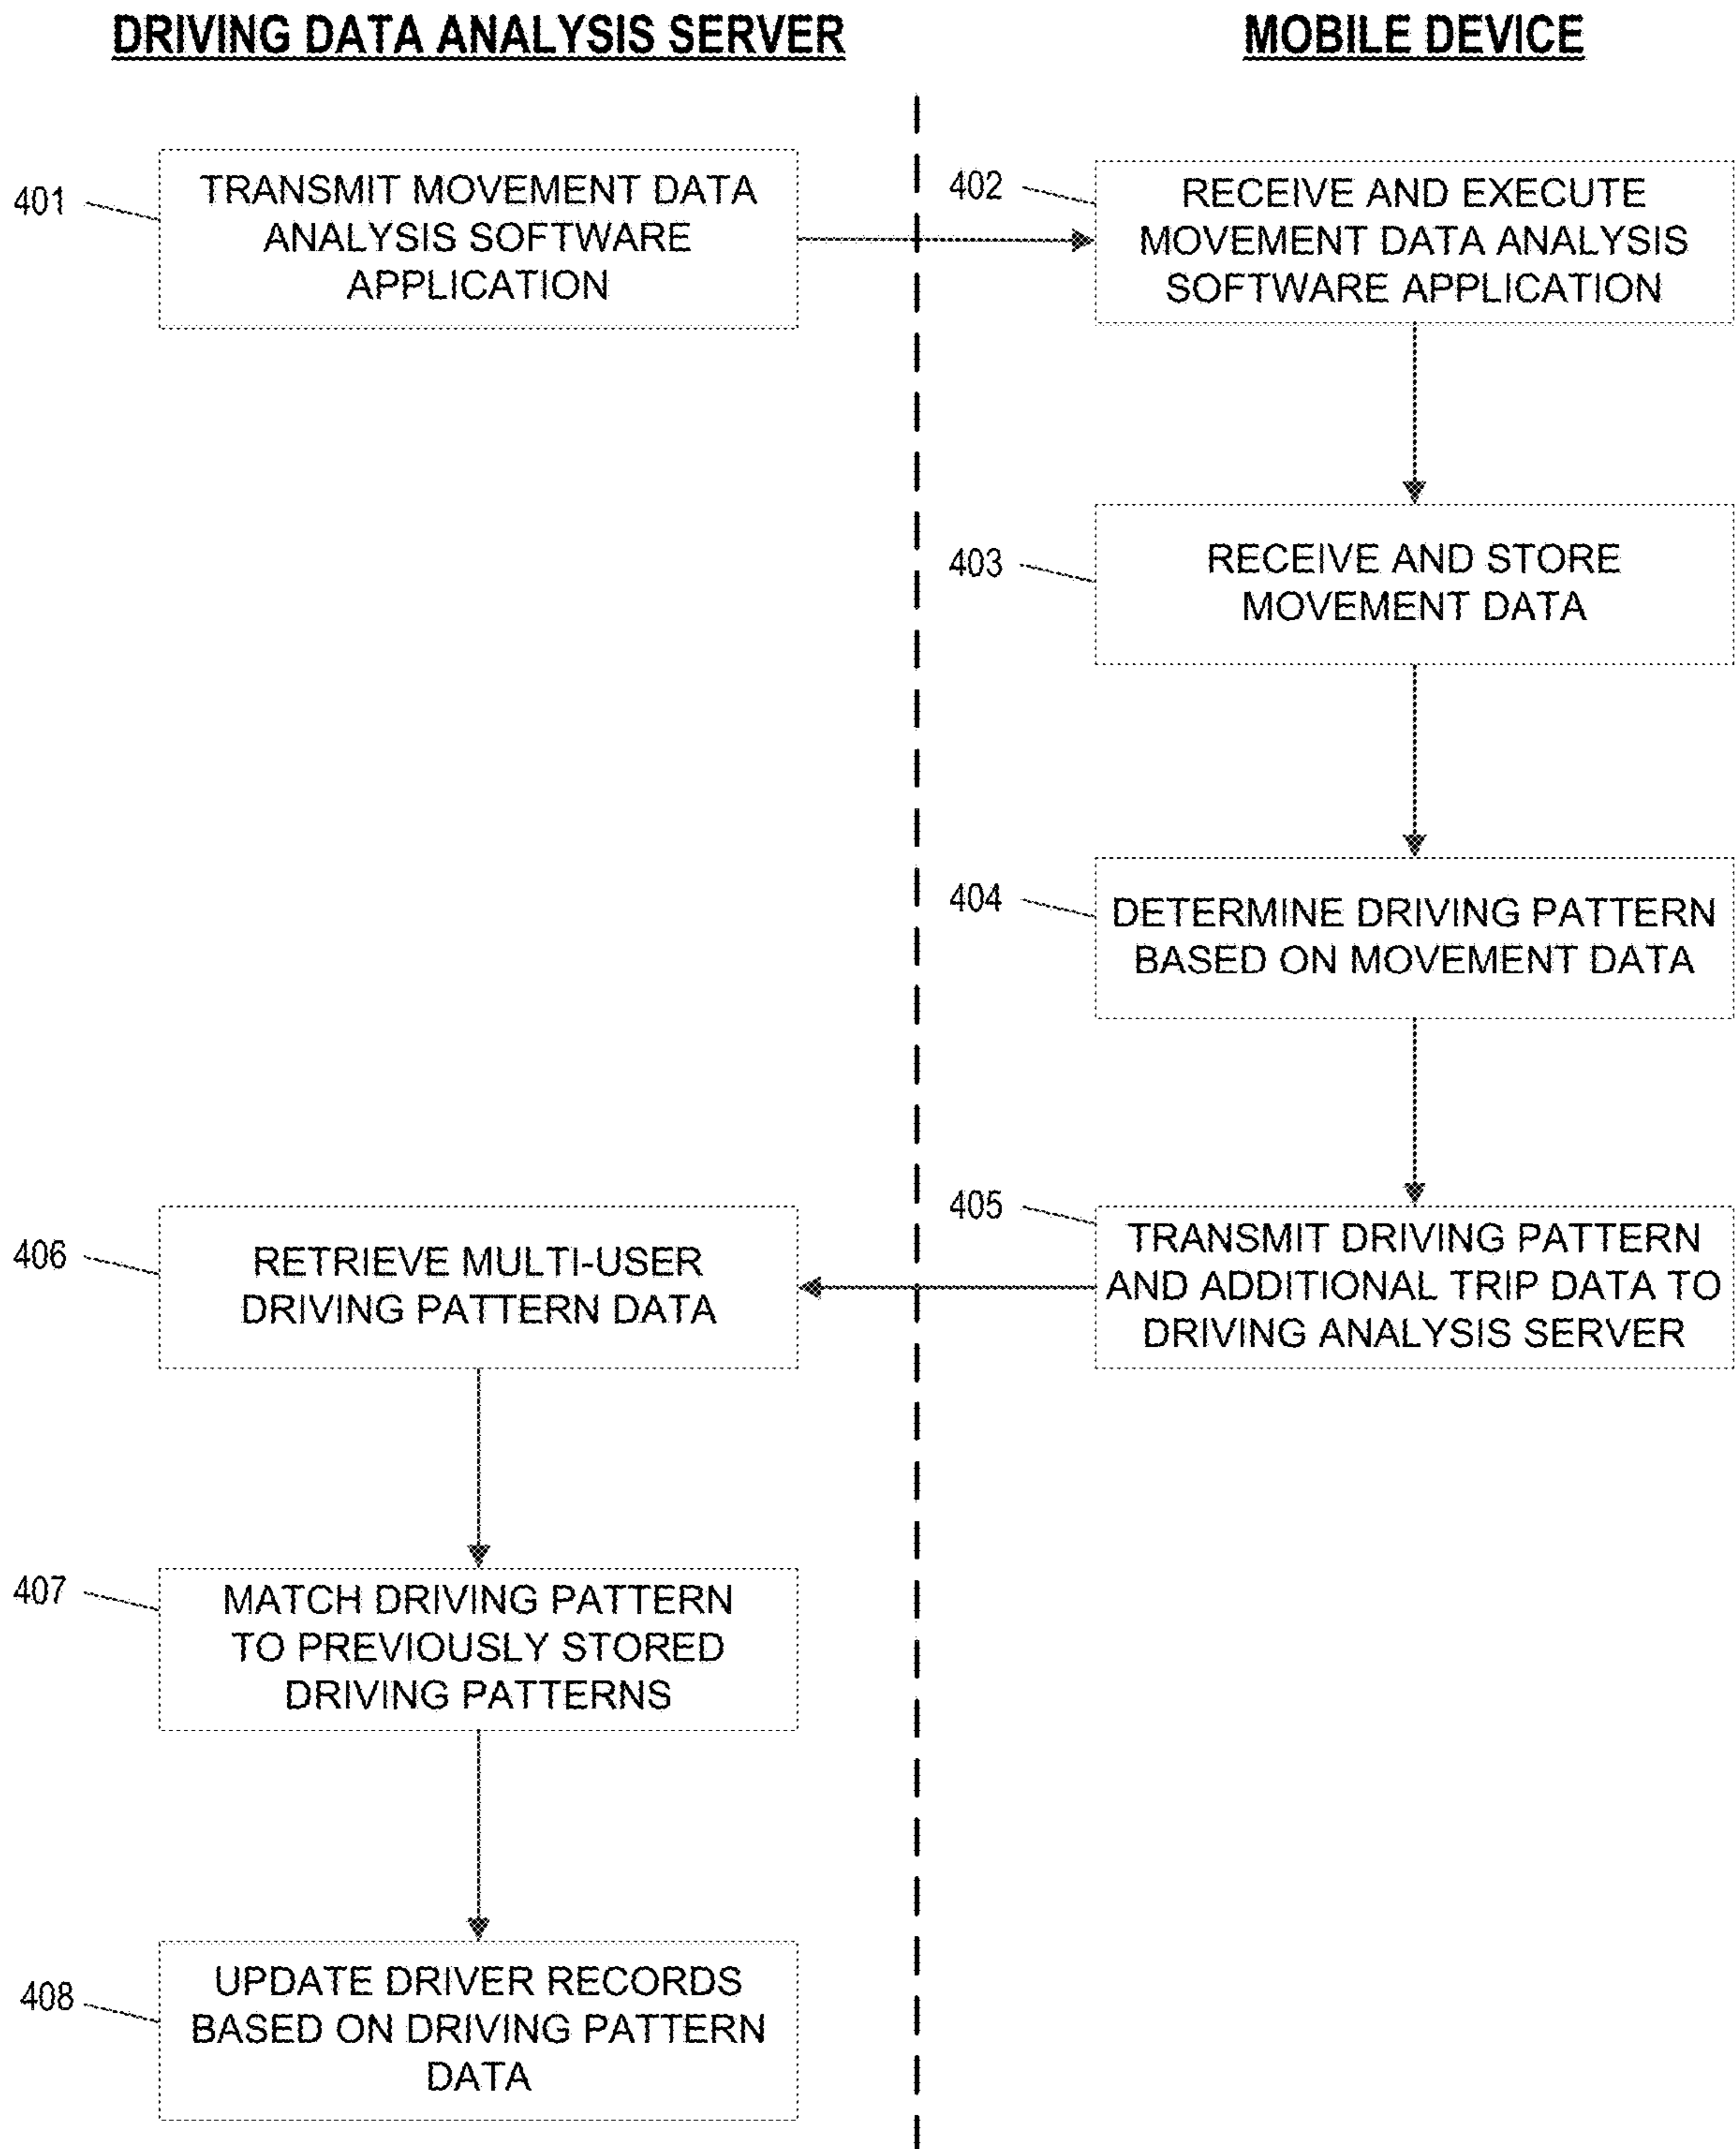 DRIVING DATA ANALYSIS SERVER
MOBILE DEVICE
401
TRANSMIT MOVEMENT DATA
ANALYSIS SOFTWARE
APPLICATION
402
RECEIVE AND EXECUTE
MOVEMENT DATA ANALYSIS
SOFTWARE APPLICATION
403
RECEIVE AND STORE
MOVEMENT DATA
404
DETERMINE DRIVING PATTERN
BASED ON MOVEMENT DATA
405
TRANSMIT DRIVING PATTERN
AND ADDITIONAL TRIP DATA TO
DRIVING ANALYSIS SERVER
406
RETRIEVE MULTI-USER
DRIVING PATTERN DATA
407
MATCH DRIVING PATTERN
TO PREVIOUSLY STORED
DRIVING PATTERNS
408
UPDATE DRIVER RECORDS
BASED ON DRIVING PATTERN
DATA